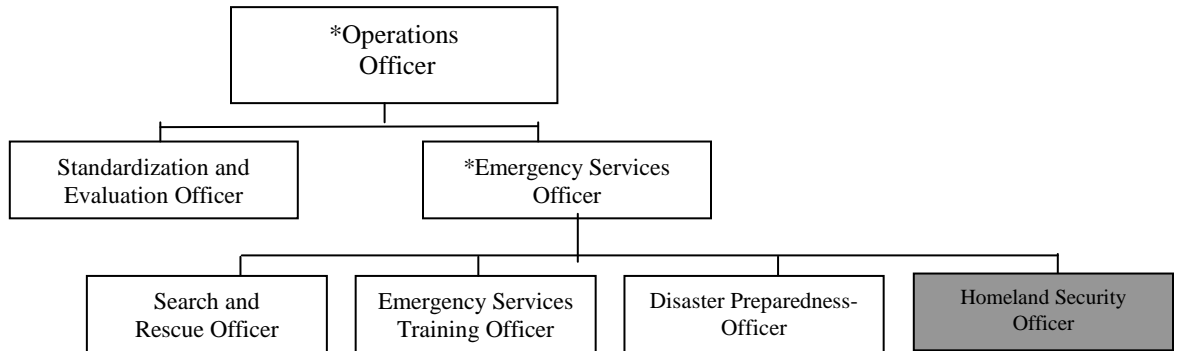 *Operations
Officer
Standardization and
Evaluation Officer
*Emergency Services
Officer
Search and
Rescue Officer
Emergency Services
Training Officer
Disaster Preparedness-
Officer
Homeland Security
Officer